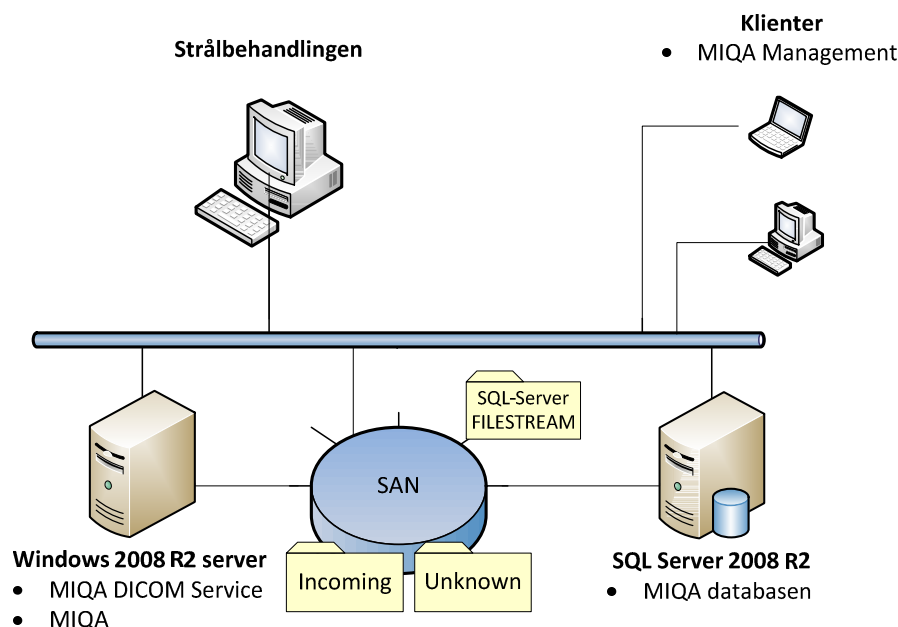 Strålbehandlingen
Klienter
• MIQA Management
SQL-Server
FILESTREAM
SAN
Incoming
Unknown
Windows 2008 R2 server
• MIQA DICOM Service
• MIQA
SQL Server 2008 R2
• MIQA databasen